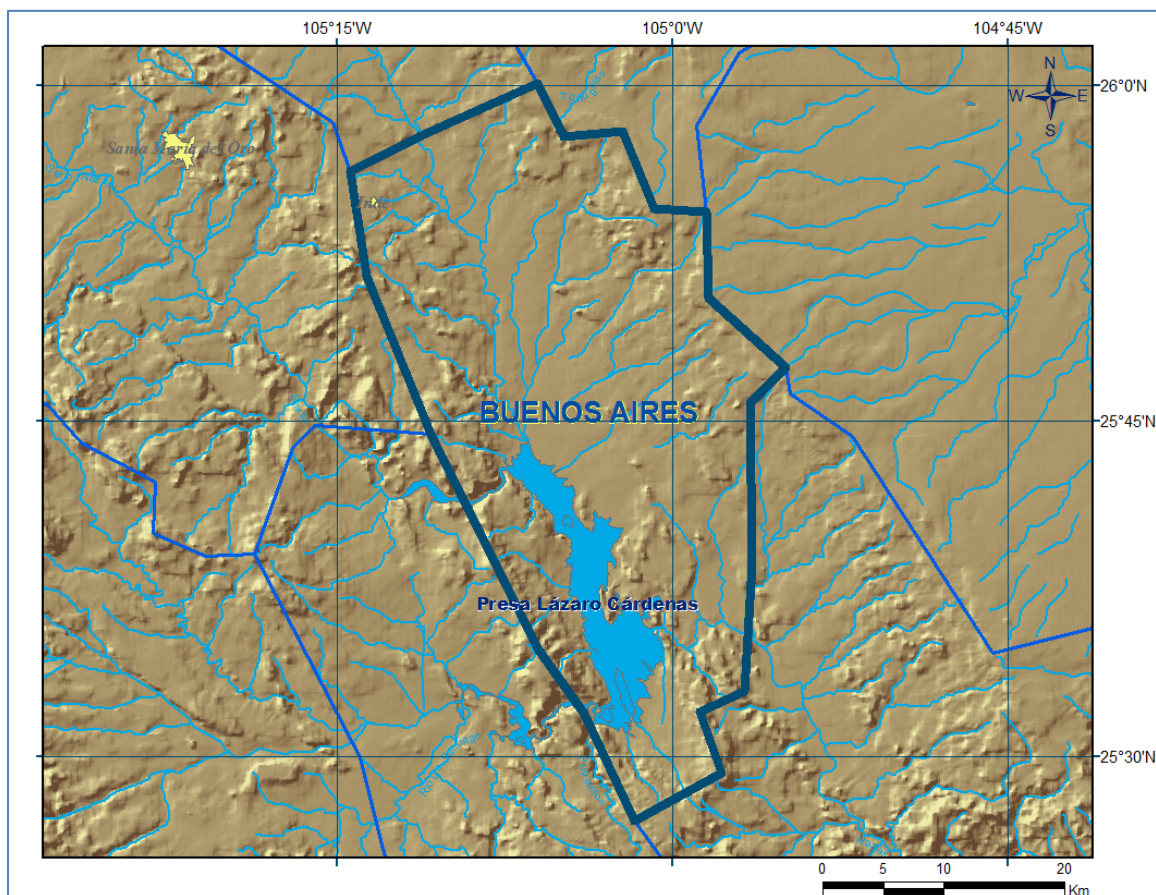 105°15'W
105°0'W
104°45'W
26°0'N
N
W
E
S
Santa María del Oro
Indé
BUENOS AIRES
25°45'N
Presa Lázaro Cárdenas
25°30'N
0
5
10
20
Km